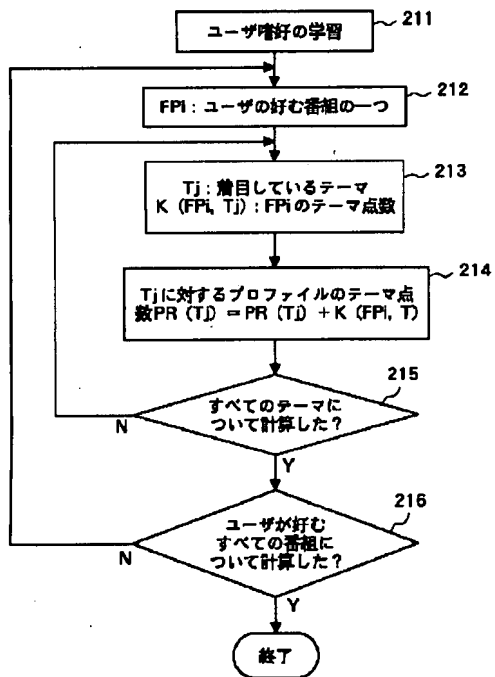 ユーザ嗜好の学習
211
FPi：ユーザの好む番組の一つ
212
Tj：着目しているテーマ
K（FPi, Tj）：FPiのテーマ点数
213
Tjに対するプロファイルのテーマ点
数PR（Tj）＝PR（Tj）＋K（FPi, T）
214
すべてのテーマに
ついて計算した？
215
N
Y
ユーザが好む
すべての番組に
ついて計算した？
216
N
Y
終了